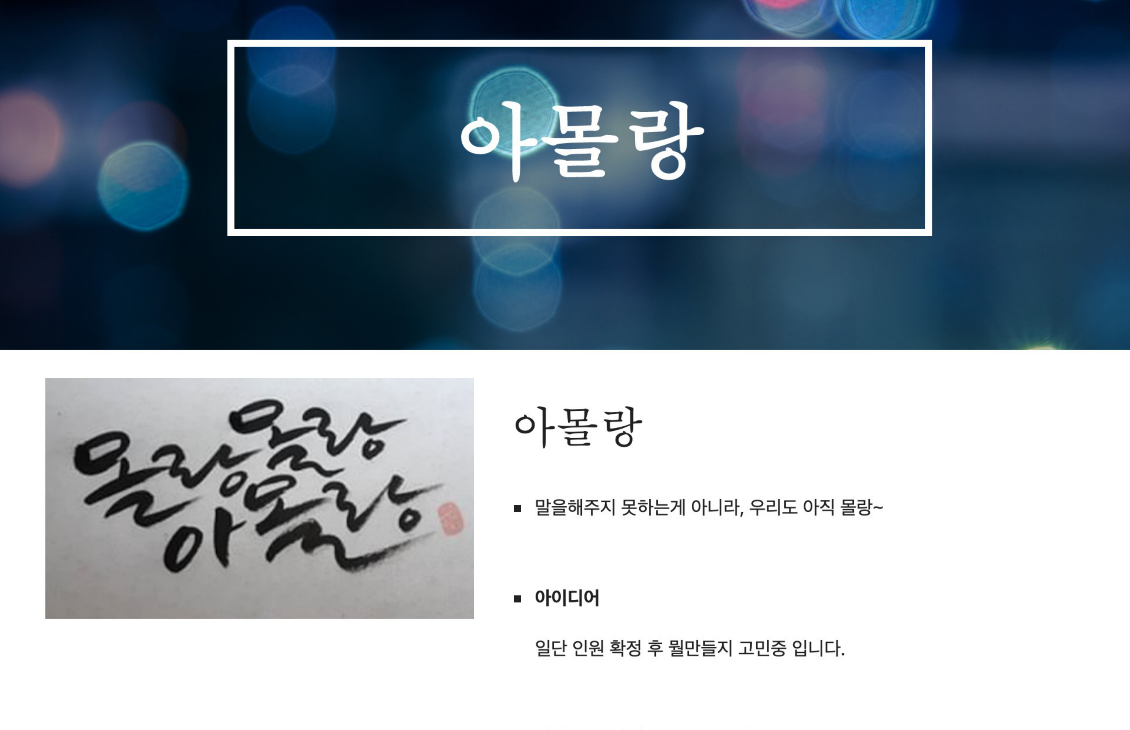 아몰랑
몰랑몰랑
아몰랑
아몰랑
말을해주지 못하는게 아니라, 우리도 아직 몰랑~
아이디어
일단 인원 확정 후 뭘만들지 고민중 입니다.